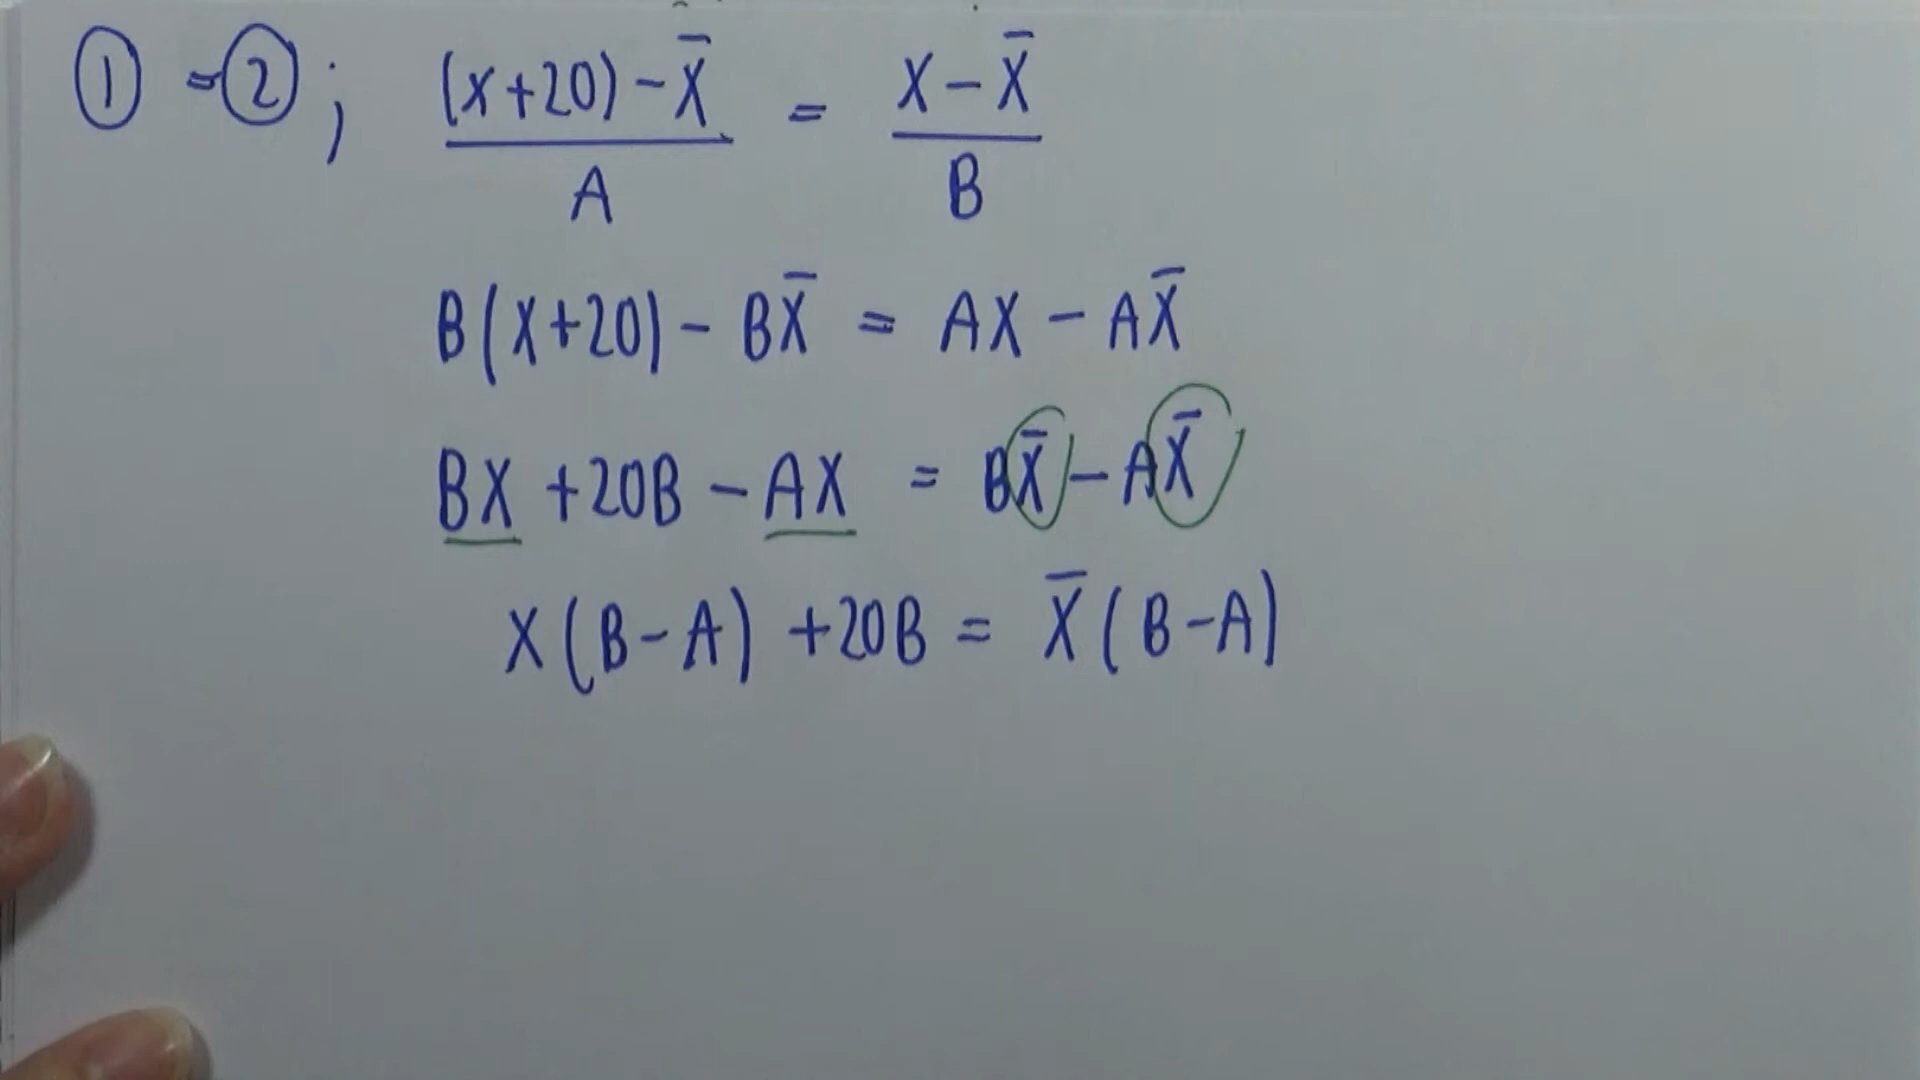 ① = ② ; (x+20) - X̄ / A = X - X̄ / B
B(X+20) - BX̄ = AX - AX̄
BX +20B - AX = BX̄ - AX̄
X(B-A) +20B = X̄(B-A)